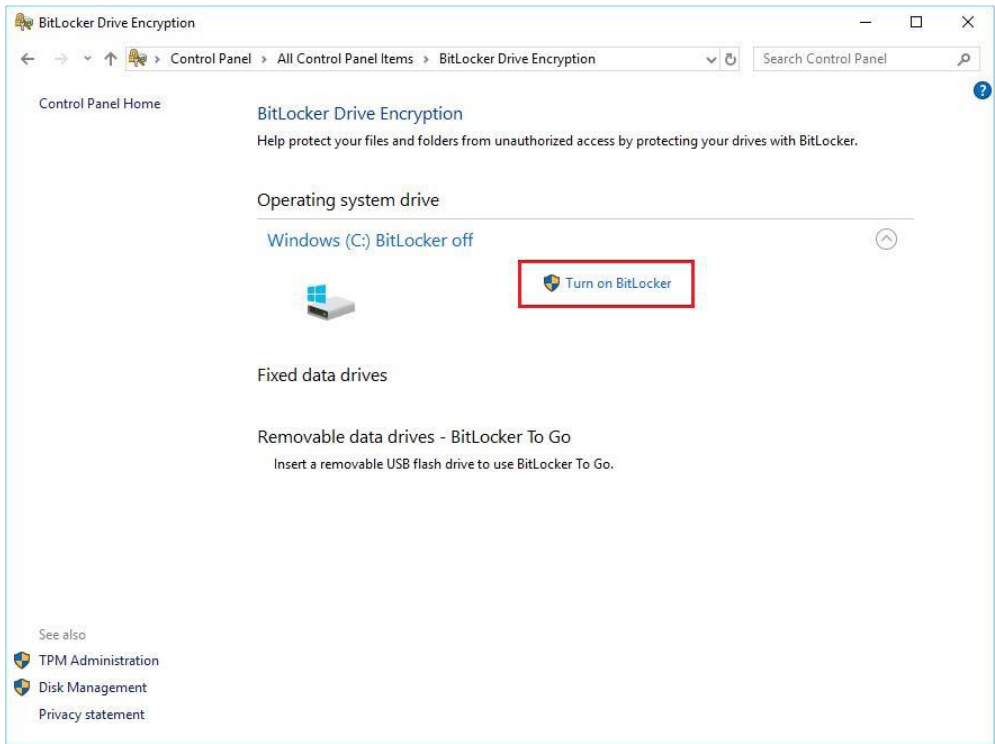 BitLocker Drive Encryption
Control Panel > All Control Panel Items > BitLocker Drive Encryption
Search Control Panel
Control Panel Home
BitLocker Drive Encryption
Help protect your files and folders from unauthorized access by protecting your drives with BitLocker.
Operating system drive
Windows (C:) BitLocker off
Turn on BitLocker
Fixed data drives
Removable data drives - BitLocker To Go
Insert a removable USB flash drive to use BitLocker To Go.
See also
TPM Administration
Disk Management
Privacy statement